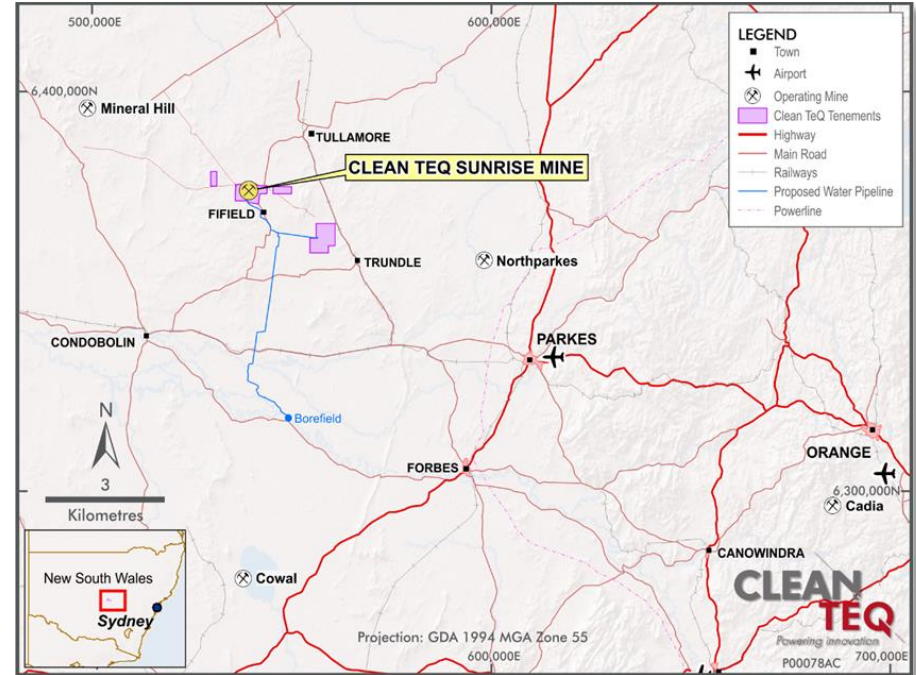 500,000E
600,000E
6,400,000N
Mineral Hill
TULLAMORE
CLEAN TEQ SUNRISE MINE
FIFIELD
TRUNDLE
Northparkes
CONDOBOLIN
PARKES
Borefield
N
3
Kilometres
FORBES
ORANGE
6,300,000N
Cadia
CANOWINDRA
Cowal
New South Wales
Sydney
Projection: GDA 1994 MGA Zone 55
600,000E
700,000E
LEGEND
Town
Airport
Operating Mine
Clean TeQ Tenements
Highway
Main Road
Railways
Proposed Water Pipeline
Powerline
CLEAN
TEQ
Powering innovation
P00078AC